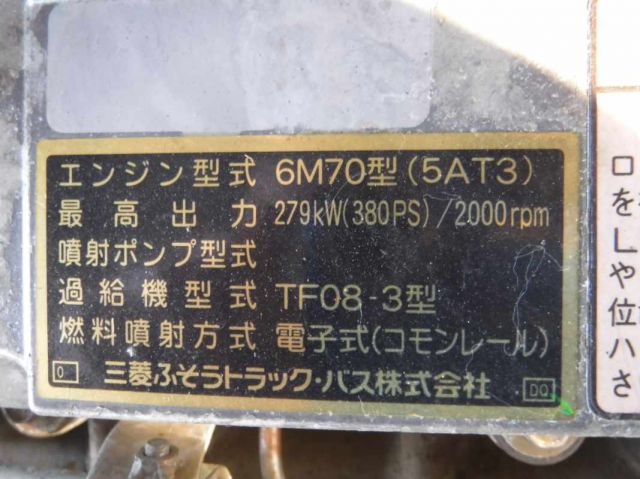 エンジン型式 6M70型(5AT3)
最高出力 279kW(380PS)/2000rpm
噴射ポンプ型式
過給機型式 TF08-3型
燃料噴射方式 電子式(コモンレール)
0 三菱ふそうトラック・バス株式会社 DQ
ロ
をし
や位
ハ
さ